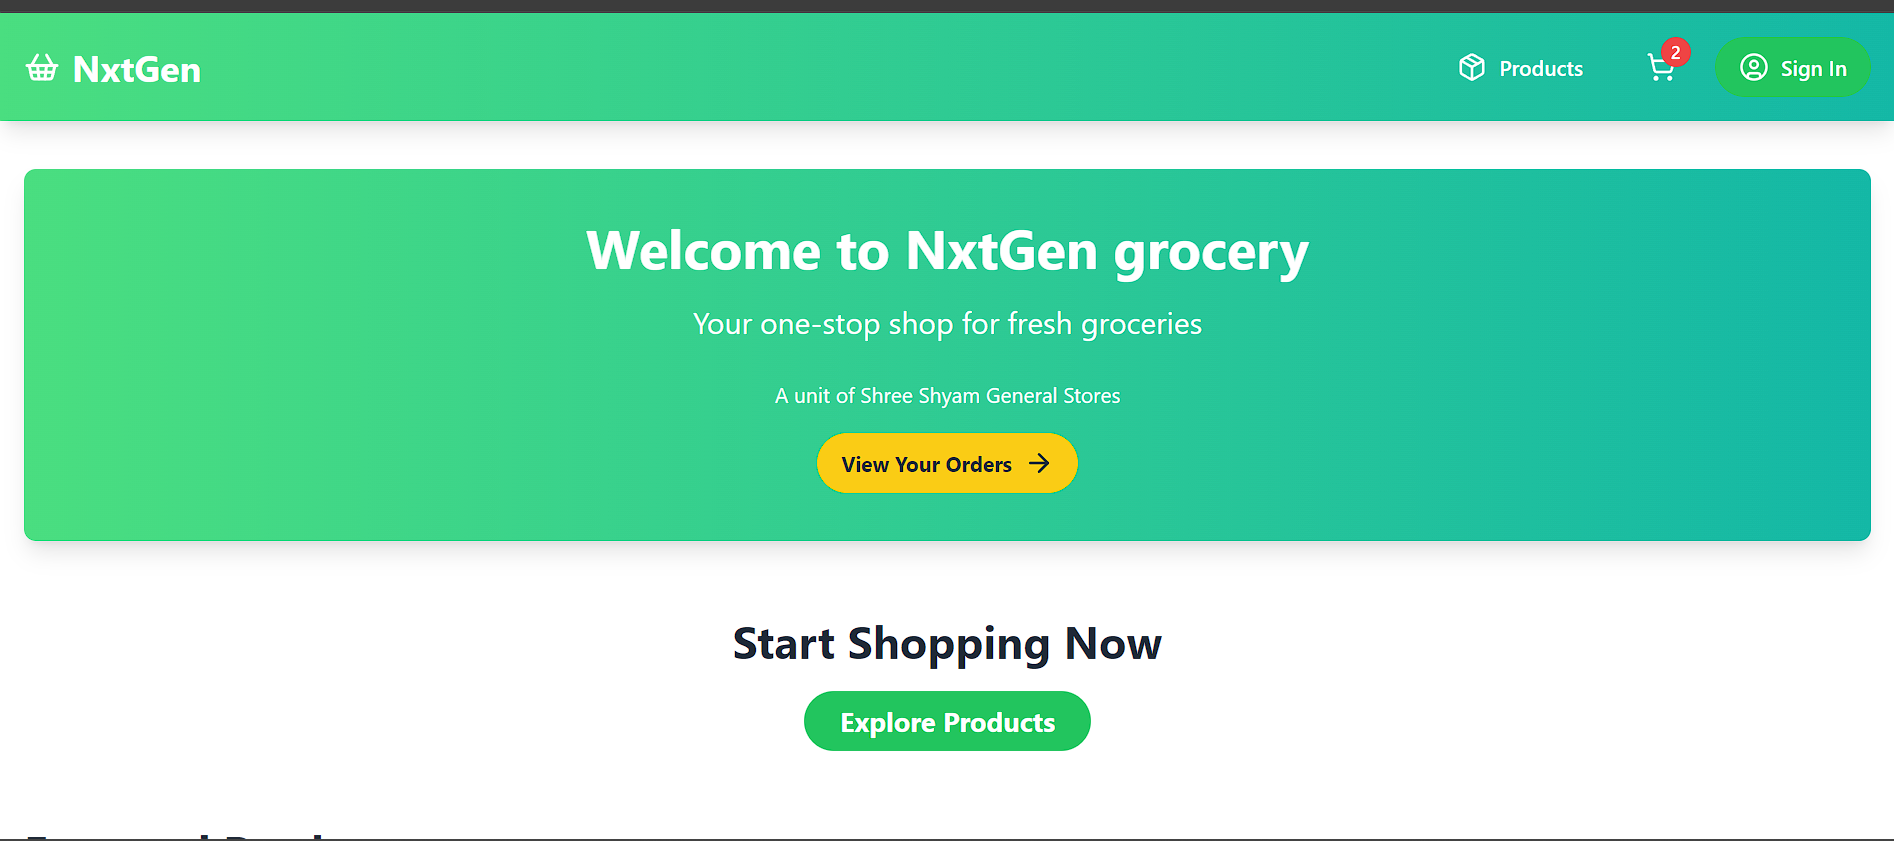 NxtGen
Products
2
Sign In
Welcome to NxtGen grocery
Your one-stop shop for fresh groceries
A unit of Shree Shyam General Stores
View Your Orders
Start Shopping Now
Explore Products